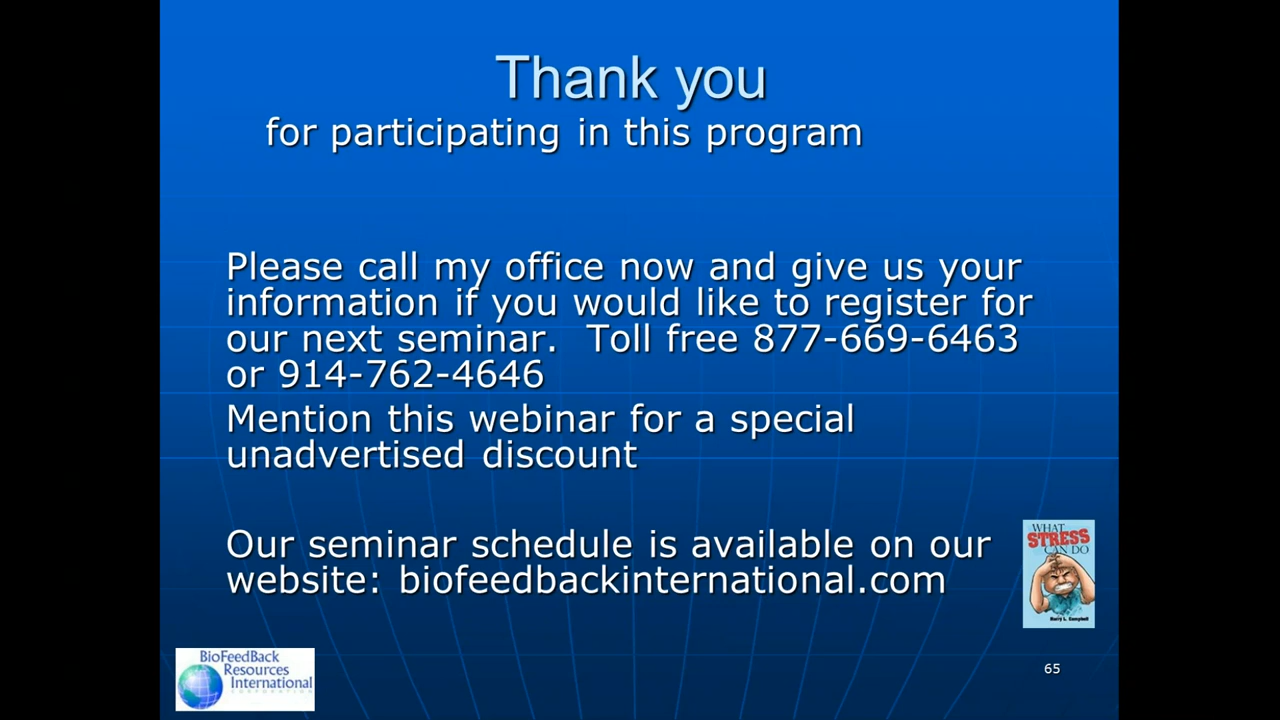 Thank you
for participating in this program
Please call my office now and give us your
information if you would like to register for
our next seminar.  Toll free 877-669-6463
or 914-762-4646
Mention this webinar for a special
unadvertised discount
Our seminar schedule is available on our
website: biofeedbackinternational.com
WHAT
STRESS
CAN DO
Harry L. Campbell
BioFeedBack
Resources
International
CORPORATION
65